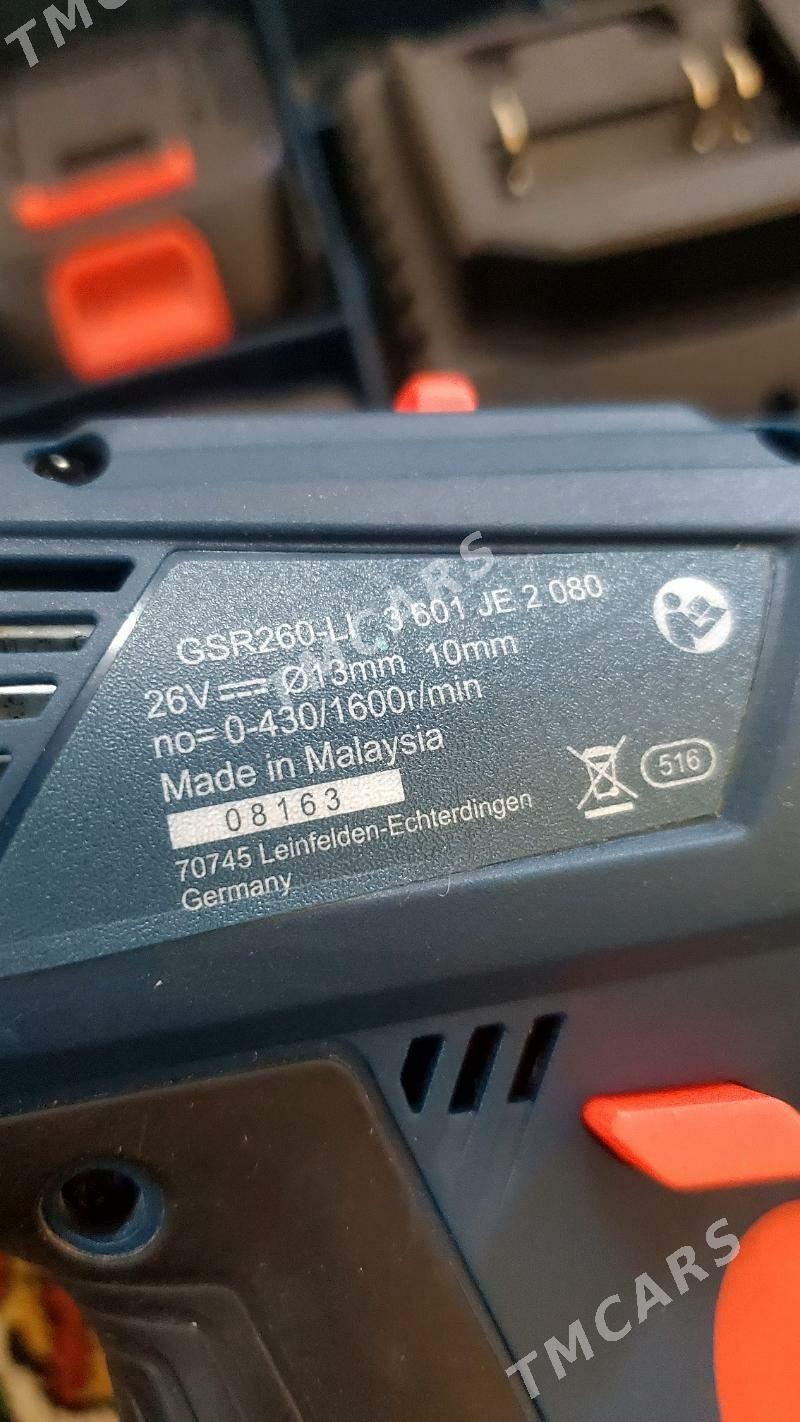 TMC
TMCARS
GSR260-LI 3 601 JE 2 080
26V Ø13mm 10mm
no= 0-430/1600r/min
Made in Malaysia
08163
516
70745 Leinfelden-Echterdingen
Germany
TMCARS